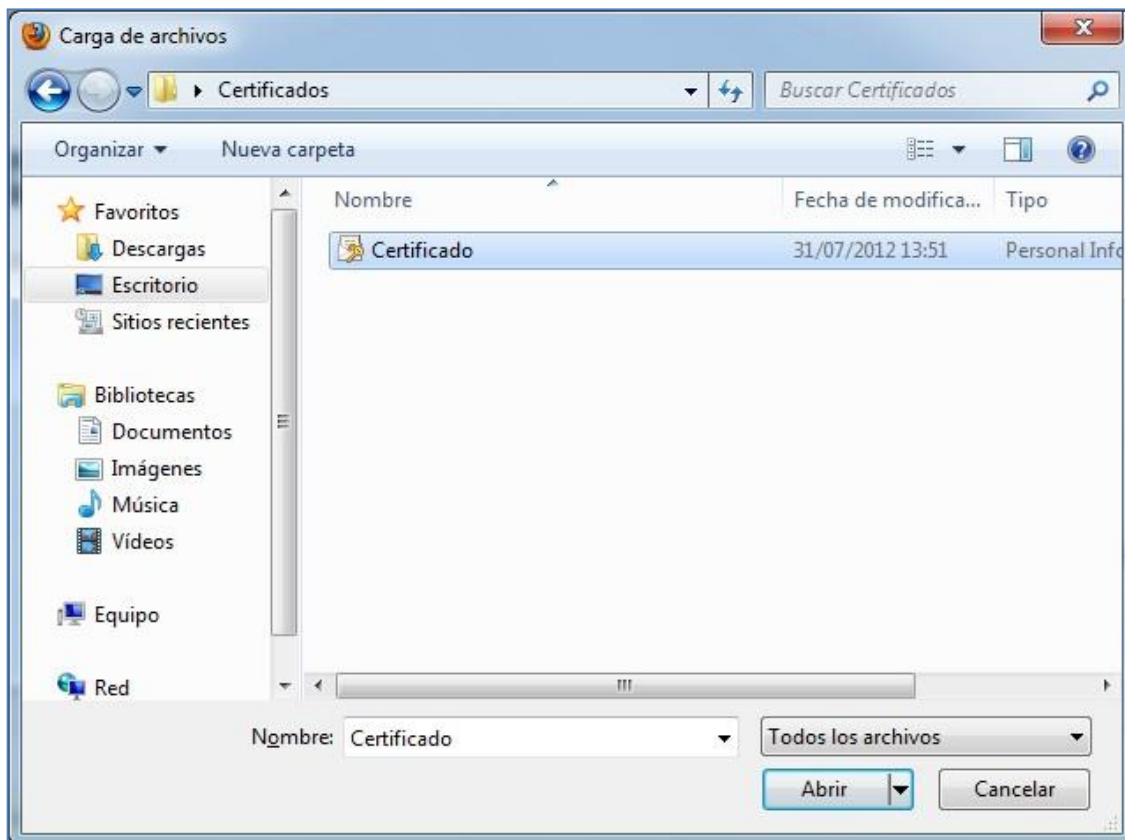 Carga de archivos
Certificados
Buscar Certificados
Organizar
Nueva carpeta
Nombre
Fecha de modifica...
Tipo
Favoritos
Descargas
Escritorio
Sitios recientes
Bibliotecas
Documentos
Imágenes
Música
Vídeos
Equipo
Red
Certificado
31/07/2012 13:51
Personal Info
Nombre:
Certificado
Todos los archivos
Abrir
Cancelar